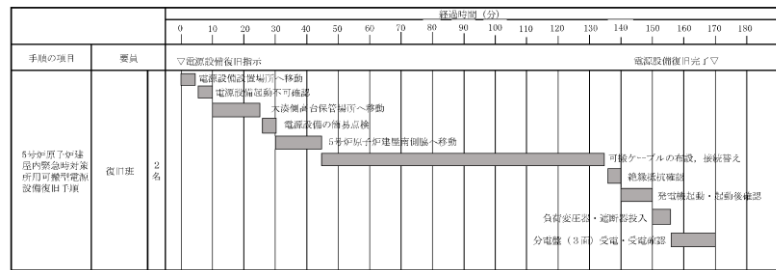 経過時間（分）
0 10 20 30 40 50 60 70 80 90 100 110 120 130 140 150 160 170 180
手順の項目 要員
▽電源設備復旧指示 電源設備復旧完了▽
5号炉原子炉建
屋内緊急時対策
所用可搬型電源
設備復旧手順
復旧班
2名
電源設備設置場所へ移動
電源設備起動不可確認
大湊側高台保管場所へ移動
電源設備の簡易点検
5号炉原子炉建屋南側脇へ移動
可搬ケーブルの布設，接続替え
絶縁抵抗確認
発電機起動・起動後確認
負荷変圧器・遮断器投入
分電盤（3面）受電・受電確認